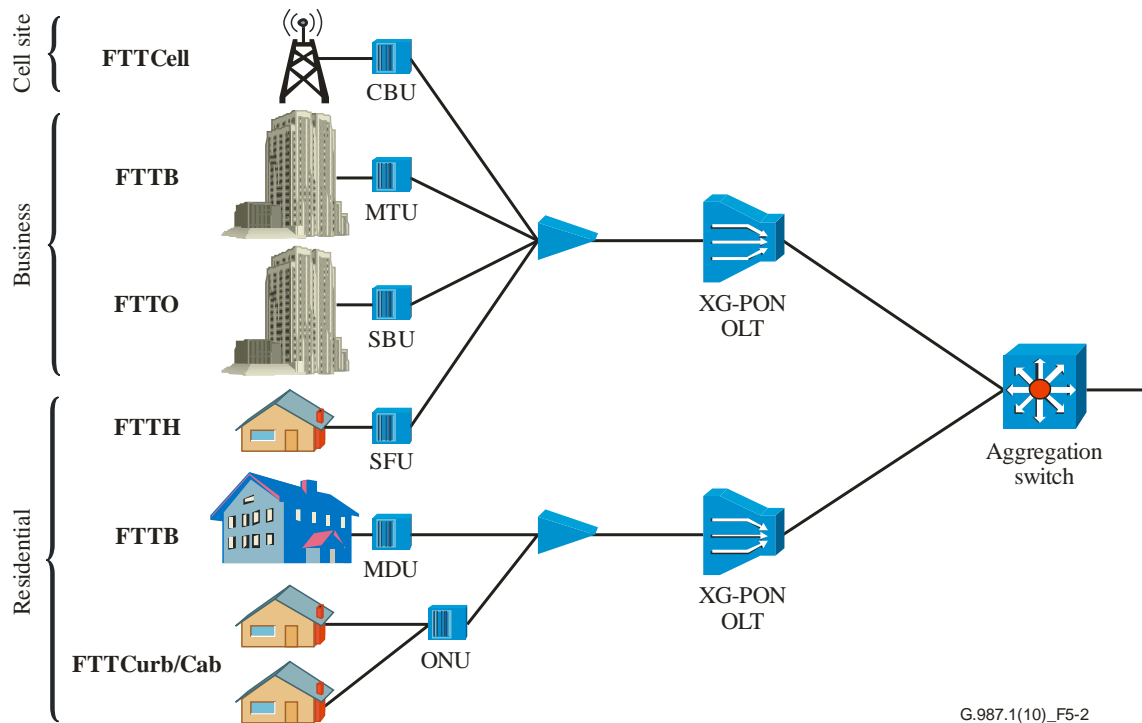 Cell site
FTTCell
CBU
Business
FTTB
MTU
FTTO
SBU
XG-PON
OLT
Aggregation
switch
Residential
FTTH
SFU
FTTB
MDU
XG-PON
OLT
FTTCurb/Cab
ONU
G.987.1(10)_F5-2